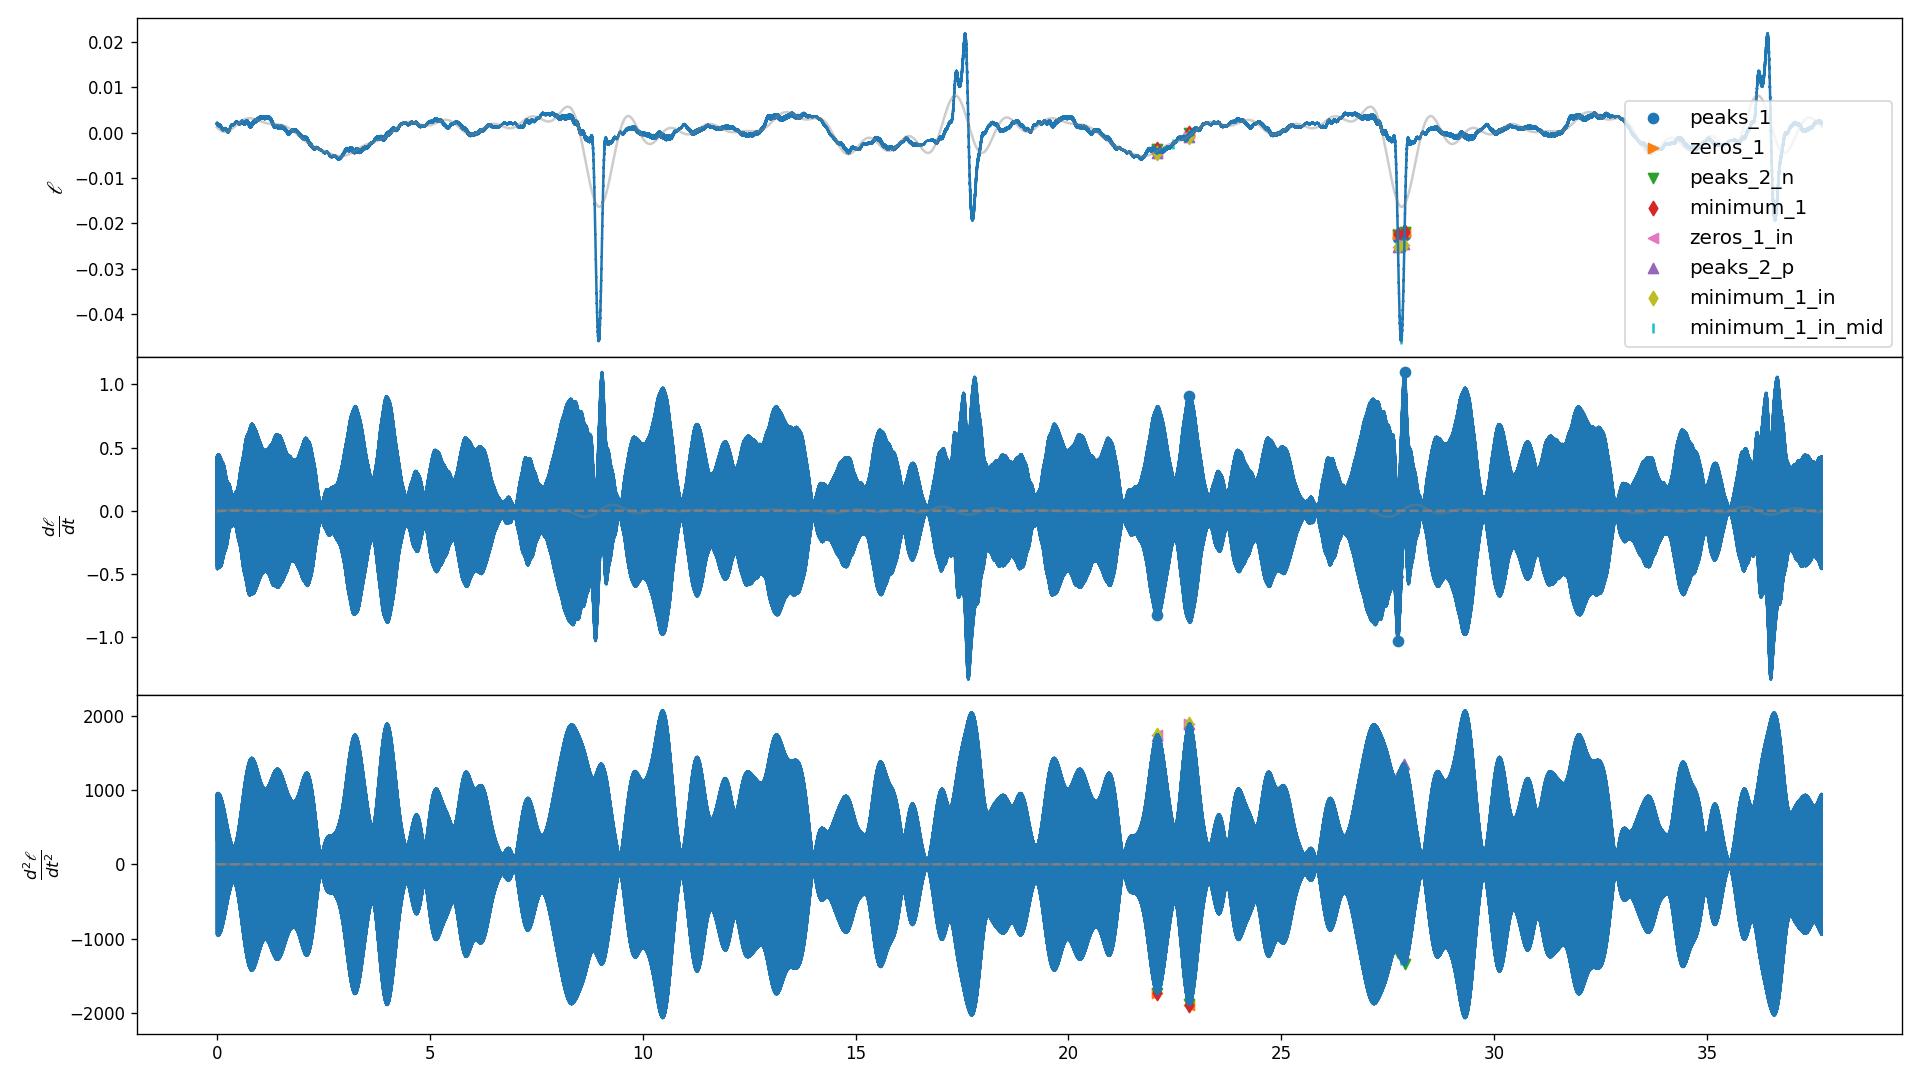 0.02
0.01
0.00
−0.01
−0.02
−0.03
−0.04
ℓ
peaks_1
zeros_1
peaks_2_n
minimum_1
zeros_1_in
peaks_2_p
minimum_1_in
minimum_1_in_mid
1.0
0.5
0.0
−0.5
−1.0
dℓ
dt
2000
1000
0
−1000
−2000
d²ℓ
dt²
0 5 10 15 20 25 30 35